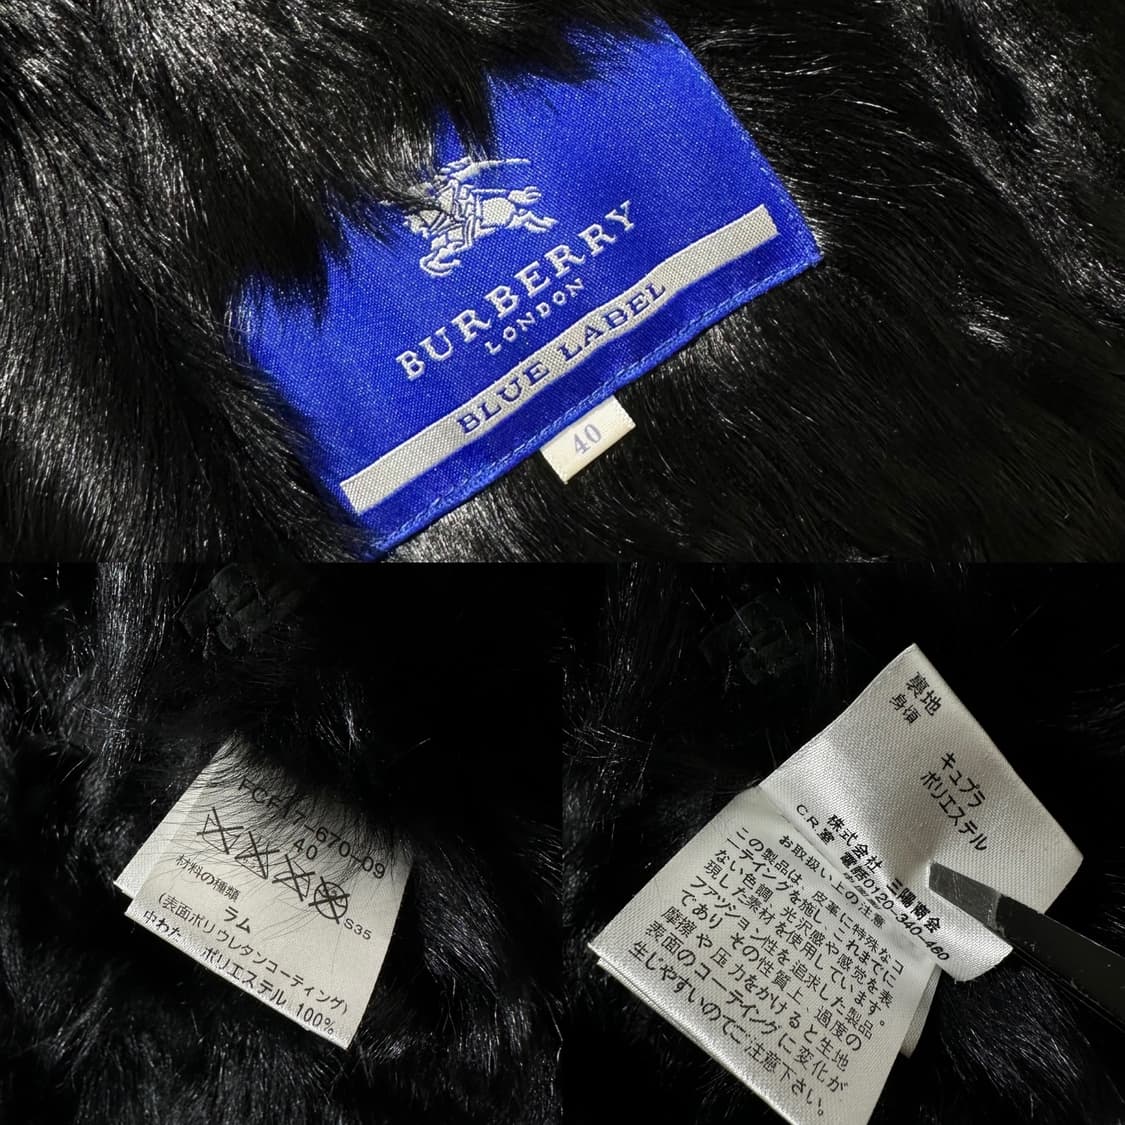 BURBERRY
LONDON
BLUE LABEL
40
FCF17-670-09
40
S35
材料の種類
ラム
(表面ポリウレタンコーティング)
中わた ポリエステル 100%
裏地
身頃
キュプラ
ポリエステル
株式会社 三陽商会
C.R.室 電話0120-340-460
お取扱い上の注意
この製品は、皮革に特殊なコ
ーティングを施し、これまでに
ない色調、光沢感や感覚を表
現した素材を使用しています。
ファッション性を追求した製品
であり、その性質上、過度の
摩擦や圧力をかけると生地
表面のコーティングに変化が
生じやすいのでご注意下さい。